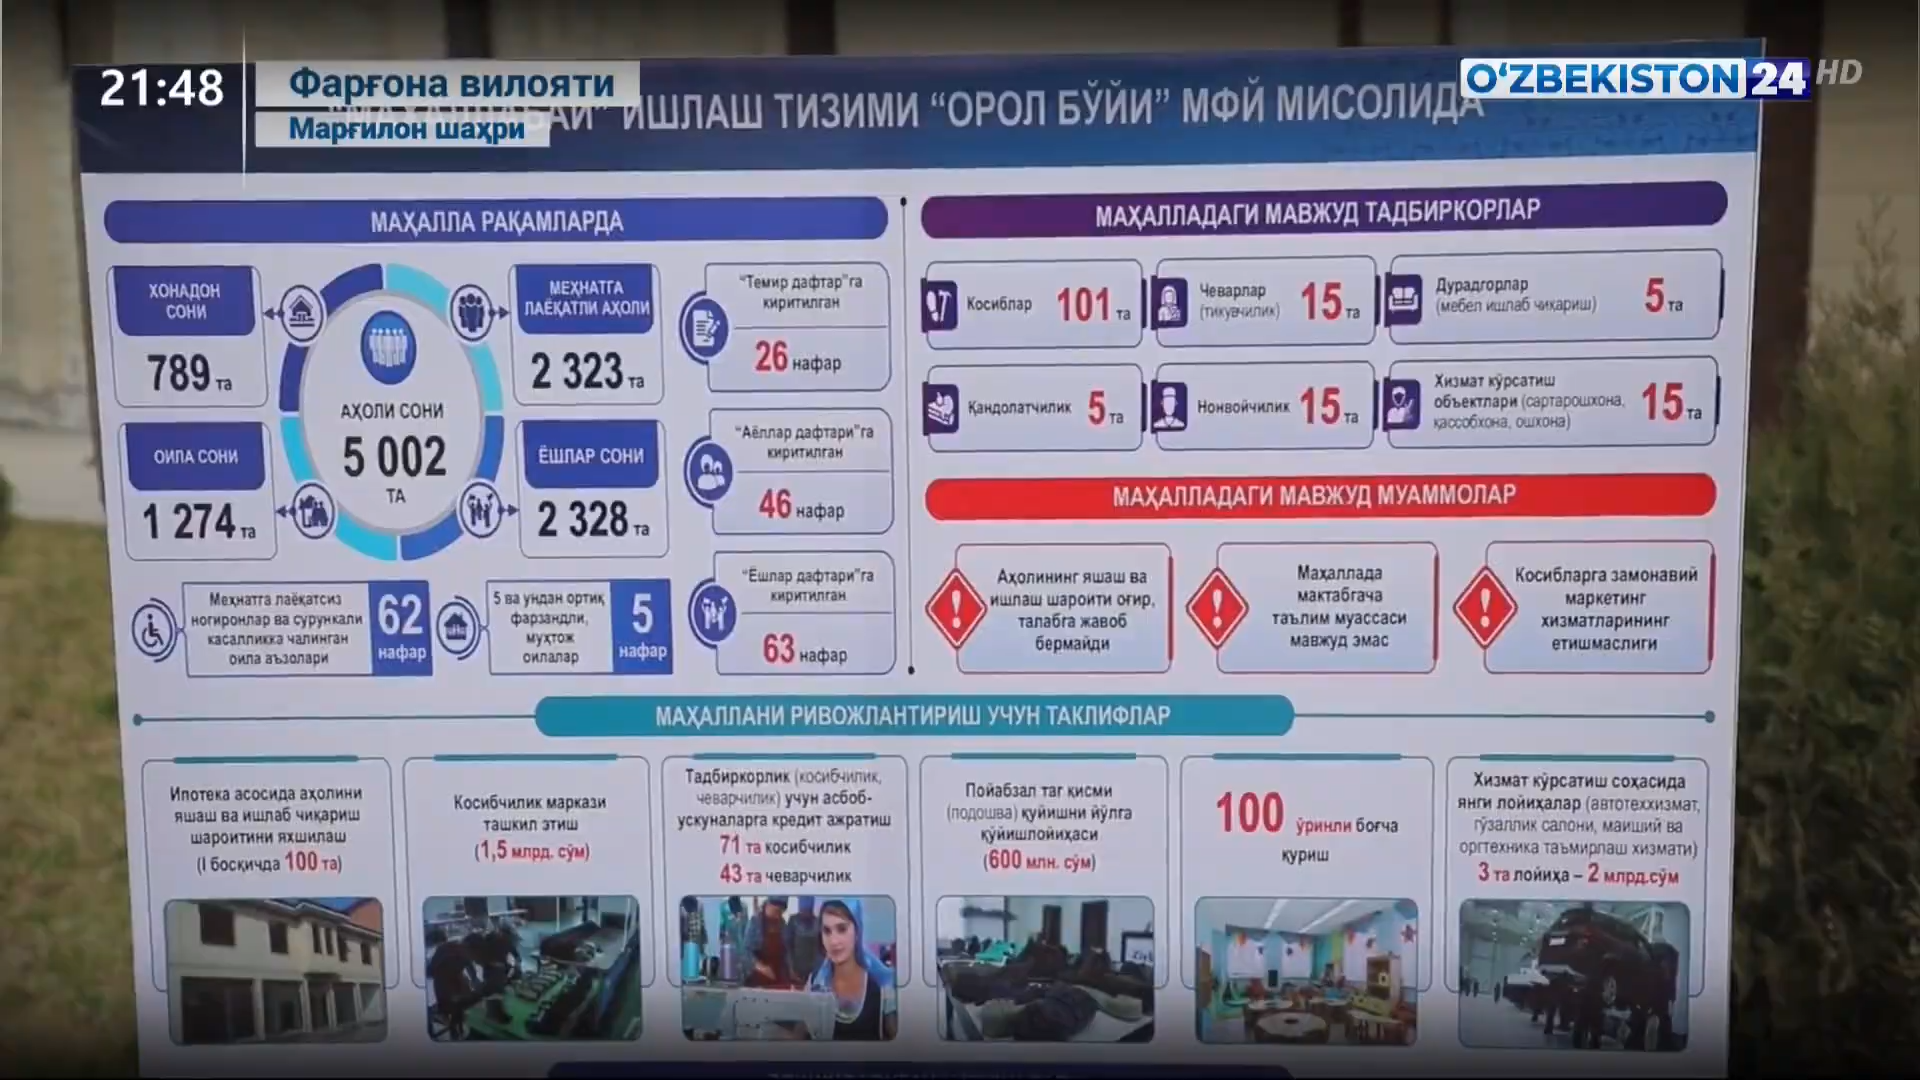 21:48
Фарғона вилояти
Марғилон шаҳри
O‘ZBEKISTON 24 HD
ИШЛАШ ТИЗИМИ “ОРОЛ БЎЙИ” МФЙ МИСОЛИДА
МАҲАЛЛА РАҚАМЛАРДА
ХОНАДОН
СОНИ
789 та
ОИЛА СОНИ
1 274 та
АҲОЛИ СОНИ
5 002
ТА
МЕҲНАТГА
ЛАЁҚАТЛИ АҲОЛИ
2 323 та
ЁШЛАР СОНИ
2 328 та
“Темир дафтар”га
киритилган
26 нафар
“Аёллар дафтари”га
киритилган
46 нафар
“Ёшлар дафтари”га
киритилган
63 нафар
Меҳнатга лаёқатсиз
ногиронлар ва сурункали
касалликка чалинган
оила аъзолари
62
нафар
5 ва ундан ортиқ
фарзандли,
муҳтож
оилалар
5
нафар
МАҲАЛЛАДАГИ МАВЖУД ТАДБИРКОРЛАР
Косиблар 101 та
Чеварлар
(тикувчилик) 15 та
Дурадгорлар
(мебел ишлаб чиқариш) 5 та
Қандолатчилик 5 та
Нонвойчилик 15 та
Хизмат кўрсатиш
объектлари (сартарошхона,
қассобхона, ошхона) 15 та
МАҲАЛЛАДАГИ МАВЖУД МУАММОЛАР
Аҳолининг яшаш ва
ишлаш шароити оғир,
талабга жавоб
бермайди
Маҳаллада
мактабгача
таълим муассаси
мавжуд эмас
Косибларга замонавий
маркетинг
хизматларининг
етишмаслиги
МАҲАЛЛАНИ РИВОЖЛАНТИРИШ УЧУН ТАКЛИФЛАР
Ипотека асосида аҳолини
яшаш ва ишлаб чиқариш
шароитини яхшилаш
(I босқичда 100 та)
Косибчилик маркази
ташкил этиш
(1,5 млрд. сўм)
Тадбиркорлик (косибчилик,
чеварчилик) учун асбоб-
ускуналарга кредит ажратиш
71 та косибчилик
43 та чеварчилик
Пойабзал таг қисми
(подошва) қуйишни йўлга
қўйишлойиҳаси
(600 млн. сўм)
100 ўринли боғча
қуриш
Хизмат кўрсатиш соҳасида
янги лойиҳалар (автотеххизмат,
гўзаллик салони, маиший ва
оргтехника таъмирлаш хизмати)
3 та лойиҳа – 2 млрд.сўм